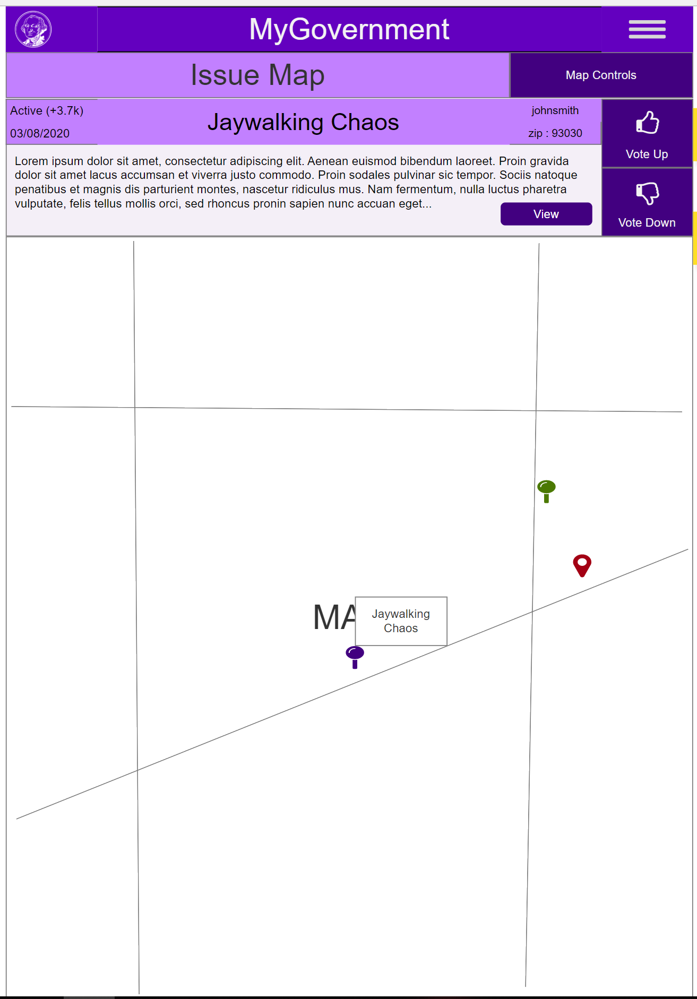 MyGovernment
Issue Map
Map Controls
Active (+3.7k)
03/08/2020
Jaywalking Chaos
johnsmith
zip : 93030
Vote Up
Lorem ipsum dolor sit amet, consectetur adipiscing elit. Aenean euismod bibendum laoreet. Proin gravida
dolor sit amet lacus accumsan et viverra justo commodo. Proin sodales pulvinar sic tempor. Sociis natoque
penatibus et magnis dis parturient montes, nascetur ridiculus mus. Nam fermentum, nulla luctus pharetra
vulputate, felis tellus mollis orci, sed rhoncus pronin sapien nunc accuan eget...
View
Vote Down
MA
Jaywalking
Chaos